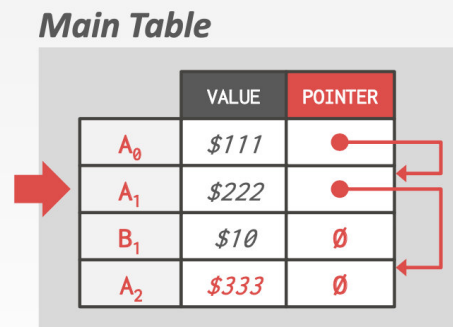 Main Table
VALUE POINTER
A₀ $111
A₁ $222
B₁ $10 Ø
A₂ $333 Ø